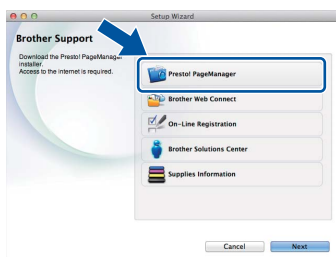 Setup Wizard
Brother Support
Download the Presto! PageManager
installer.
Access to the internet is required.
Presto! PageManager
Brother Web Connect
On-Line Registration
Brother Solutions Center
Supplies Information
Cancel
Next